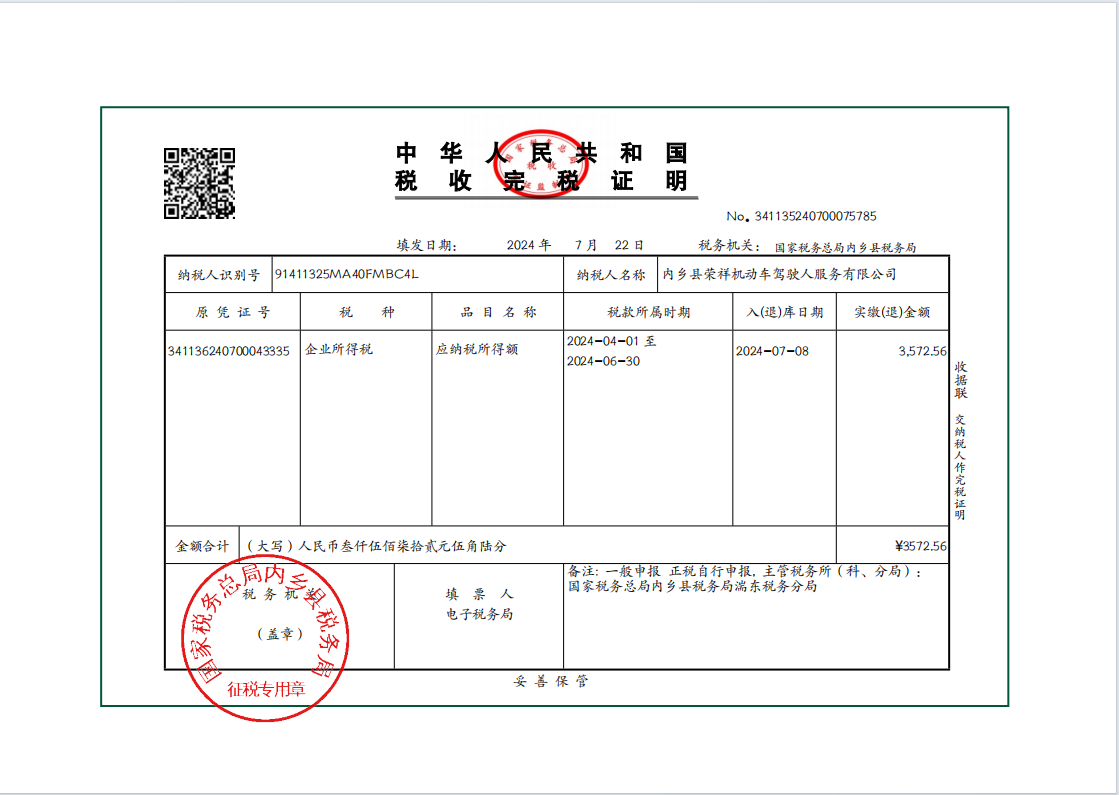 中 华 人 民 共 和 国
税 收 完 税 证 明
No. 341135240700075785
填发日期: 2024 年 7 月 22 日 税务机关: 国家税务总局内乡县税务局
纳税人识别号 91411325MA40FMBC4L 纳税人名称 内乡县荣祥机动车驾驶人服务有限公司
原 凭 证 号 税 种 品 目 名 称 税款所属时期 入(退)库日期 实缴(退)金额
341136240700043335 企业所得税 应纳税所得额 2024-04-01 至 2024-07-08 3,572.56
2024-06-30
收据联 交纳税人作完税证明
金额合计 (大写) 人民币叁仟伍佰柒拾贰元伍角陆分 ¥3572.56
税 务 机 关
(盖章)
国家税务总局内乡县税务局
征税专用章
填 票 人
电子税务局
备注: 一般申报 正税自行申报, 主管税务所 (科、分局) :
国家税务总局内乡县税务局湍东税务分局
妥 善 保 管